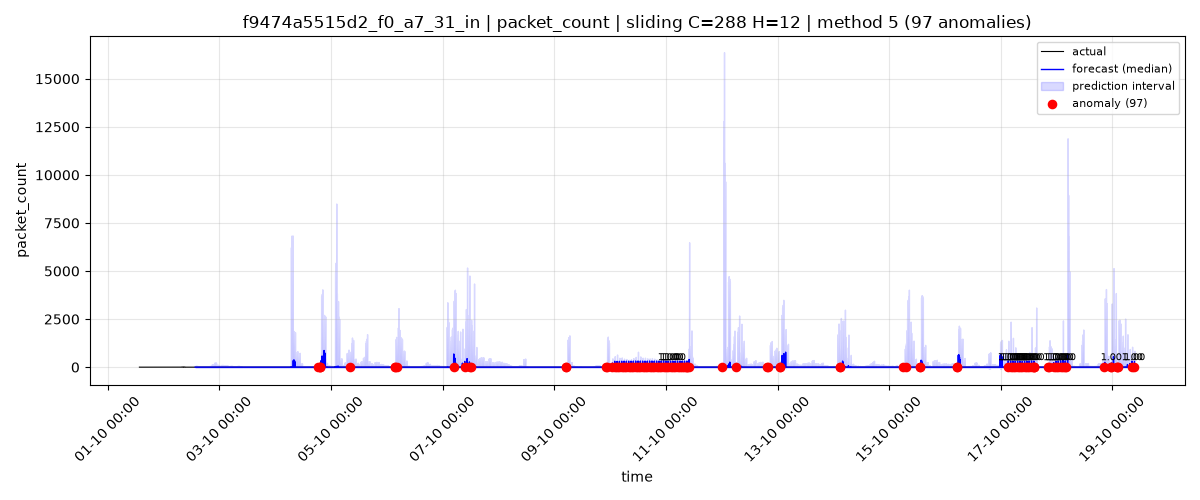 f9474a5515d2_f0_a7_31_in | packet_count | sliding C=288 H=12 | method 5 (97 anomalies)
actual
forecast (median)
prediction interval
anomaly (97)
packet_count
15000
12500
10000
7500
5000
2500
0
01-10 00:00
03-10 00:00
05-10 00:00
07-10 00:00
09-10 00:00
11-10 00:00
13-10 00:00
15-10 00:00
17-10 00:00
19-10 00:00
time